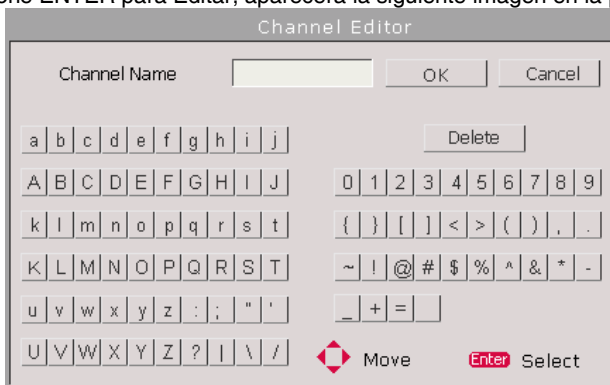 ono ENTER para Editar, aparecerá la siguiente imagen en la
Channel Editor
Channel Name OK Cancel
Delete
a b c d e f g h i j
A B C D E F G H I J 0 1 2 3 4 5 6 7 8 9
k l m n o p q r s t { } [ ] < > ( ) , .
K L M N O P Q R S T ~ ! @ # $ % ^ & * -
u v w x y z : ; " ' _ + =
U V W X Y Z ? | \ /
Move Enter Select